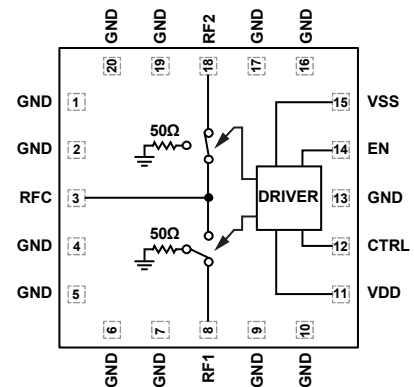 GND GND RF2 GND GND
20 19 18 17 16
GND 1
GND 2
RFC 3
GND 4
GND 5
50Ω
50Ω
DRIVER
15 VSS
14 EN
13 GND
12 CTRL
11 VDD
6 7 8 9 10
GND GND RF1 GND GND